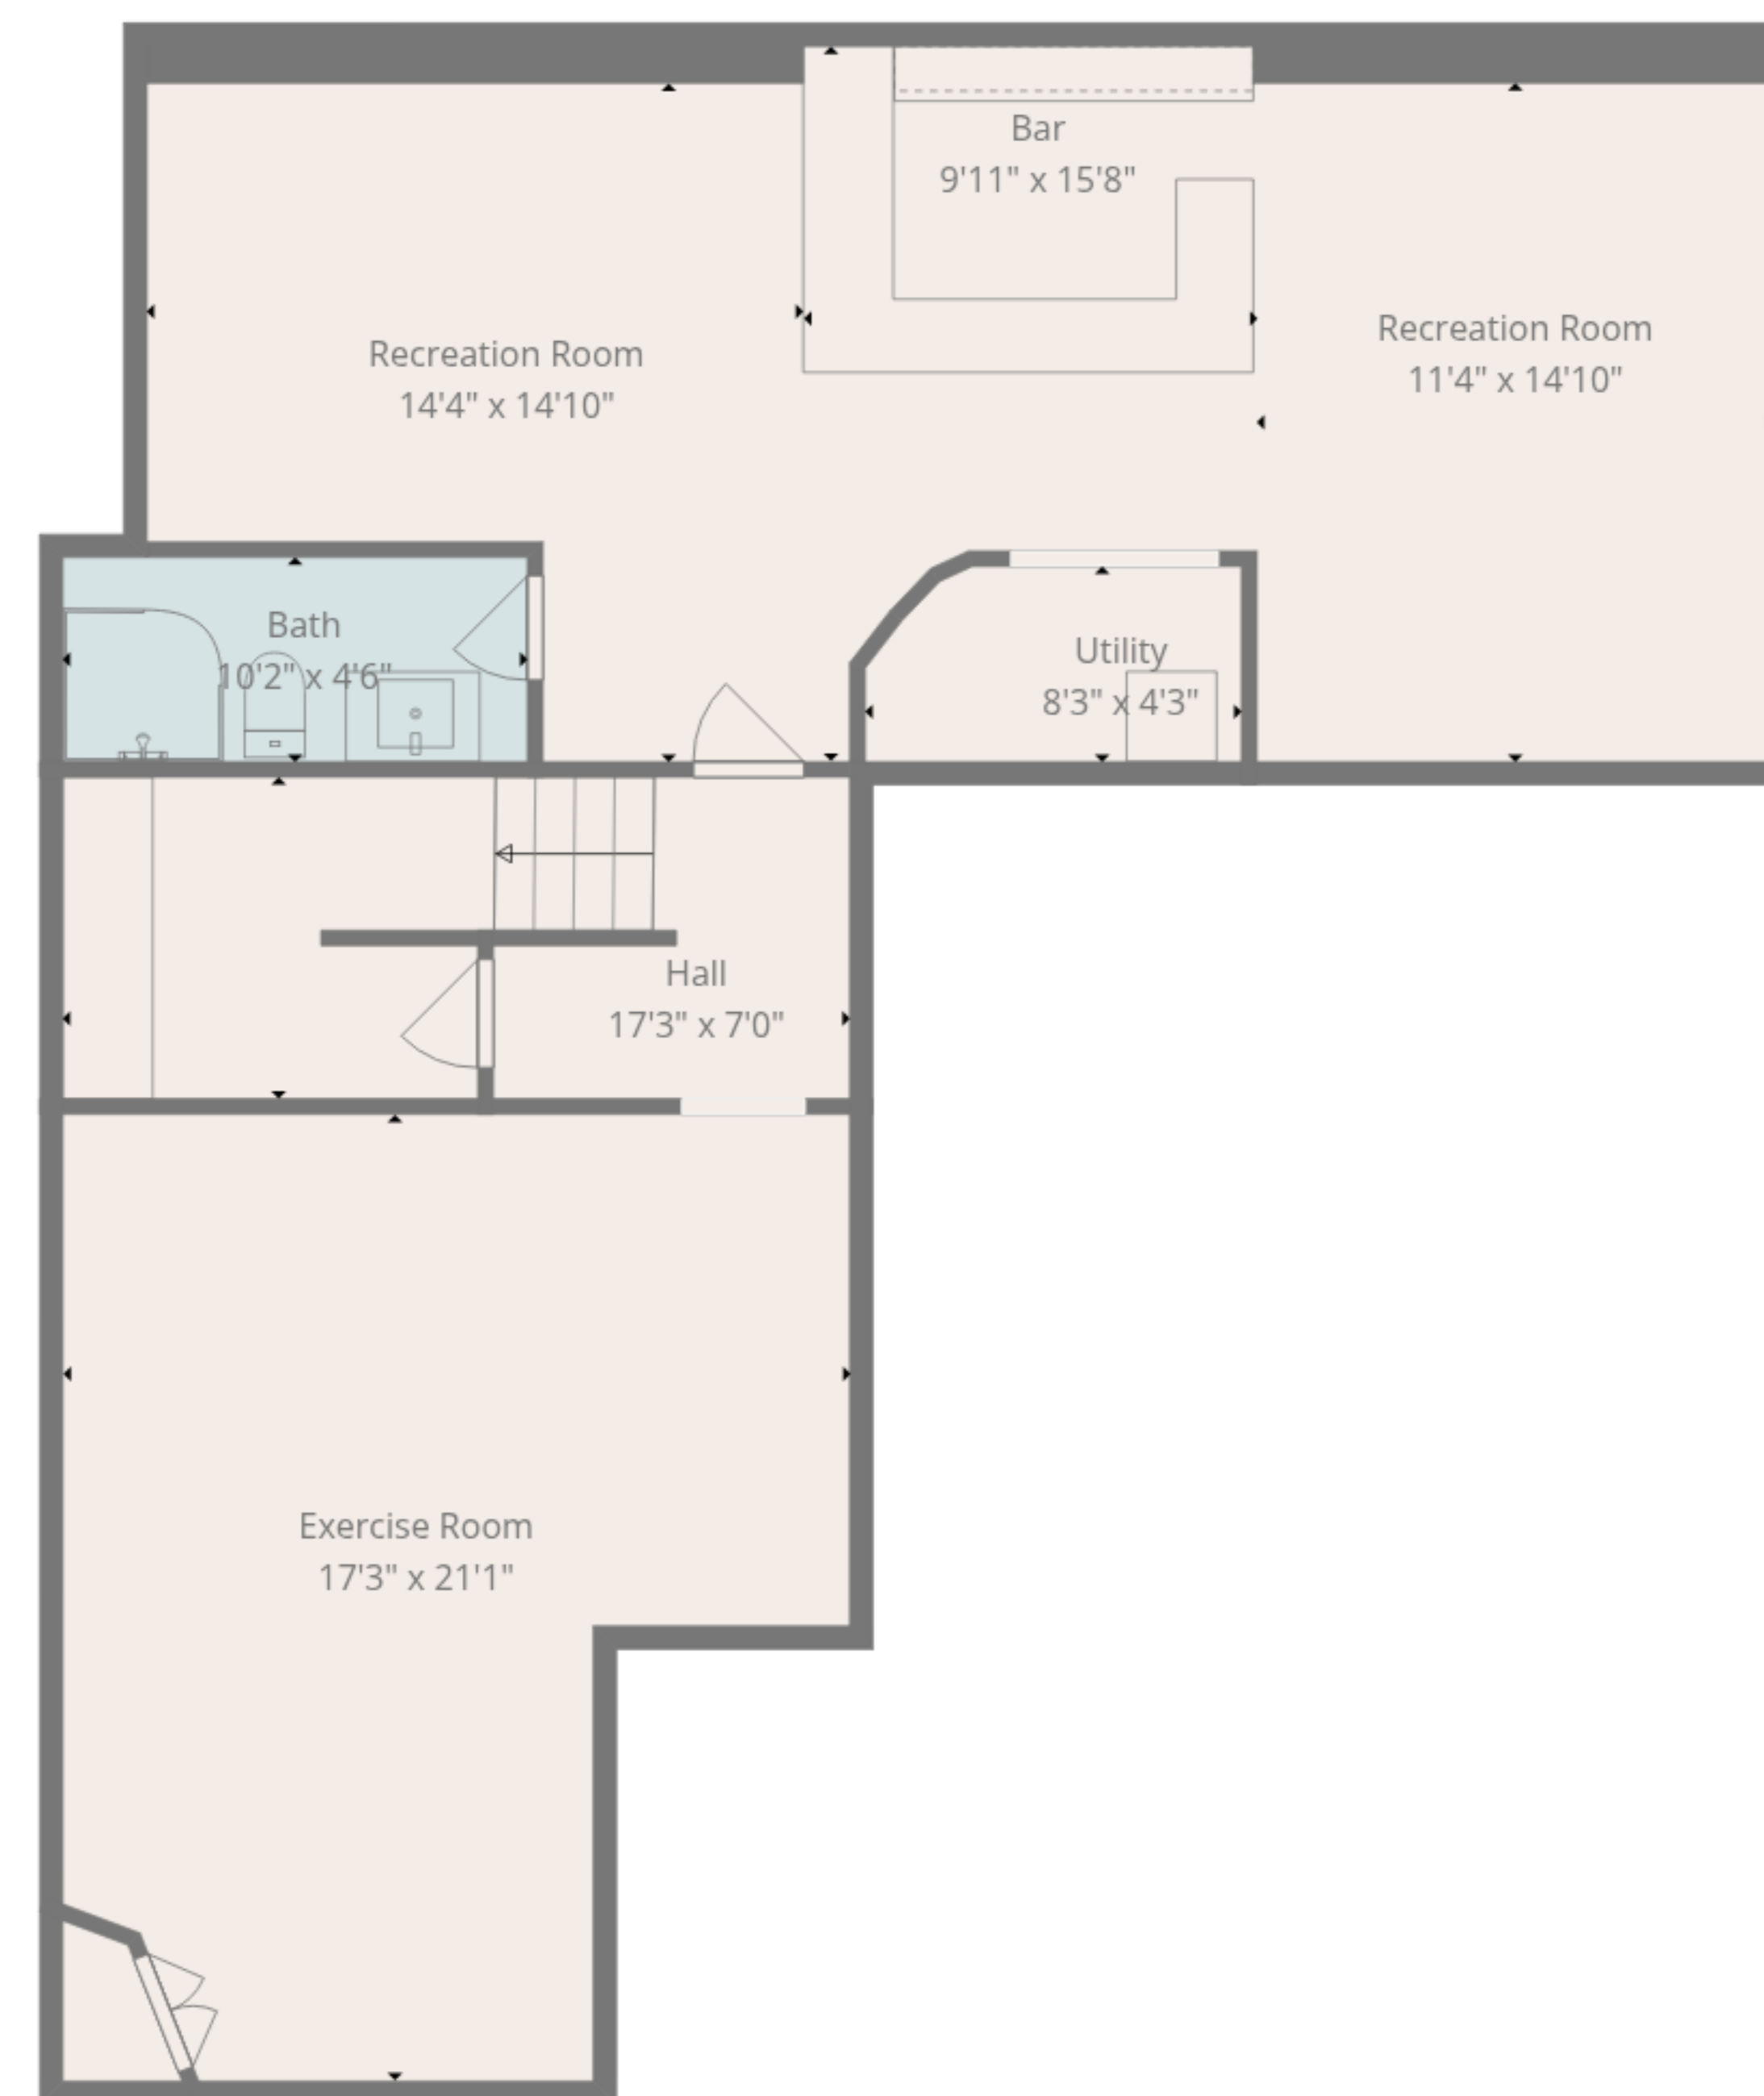 Bar
9'11" x 15'8"
Recreation Room
14'4" x 14'10"
Recreation Room
11'4" x 14'10"
Bath
10'2" x 4'6"
Utility
8'3" x 4'3"
Hall
17'3" x 7'0"
Exercise Room
17'3" x 21'1"